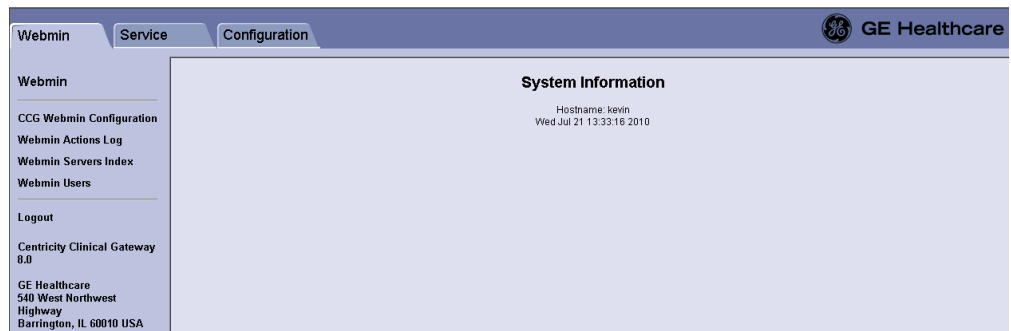 Webmin
Service
Configuration
GE Healthcare
Webmin
CCG Webmin Configuration
Webmin Actions Log
Webmin Servers Index
Webmin Users
Logout
Centricity Clinical Gateway
8.0
GE Healthcare
540 West Northwest
Highway
Barrington, IL 60010 USA
System Information
Hostname: kevin
Wed Jul 21 13:33:16 2010